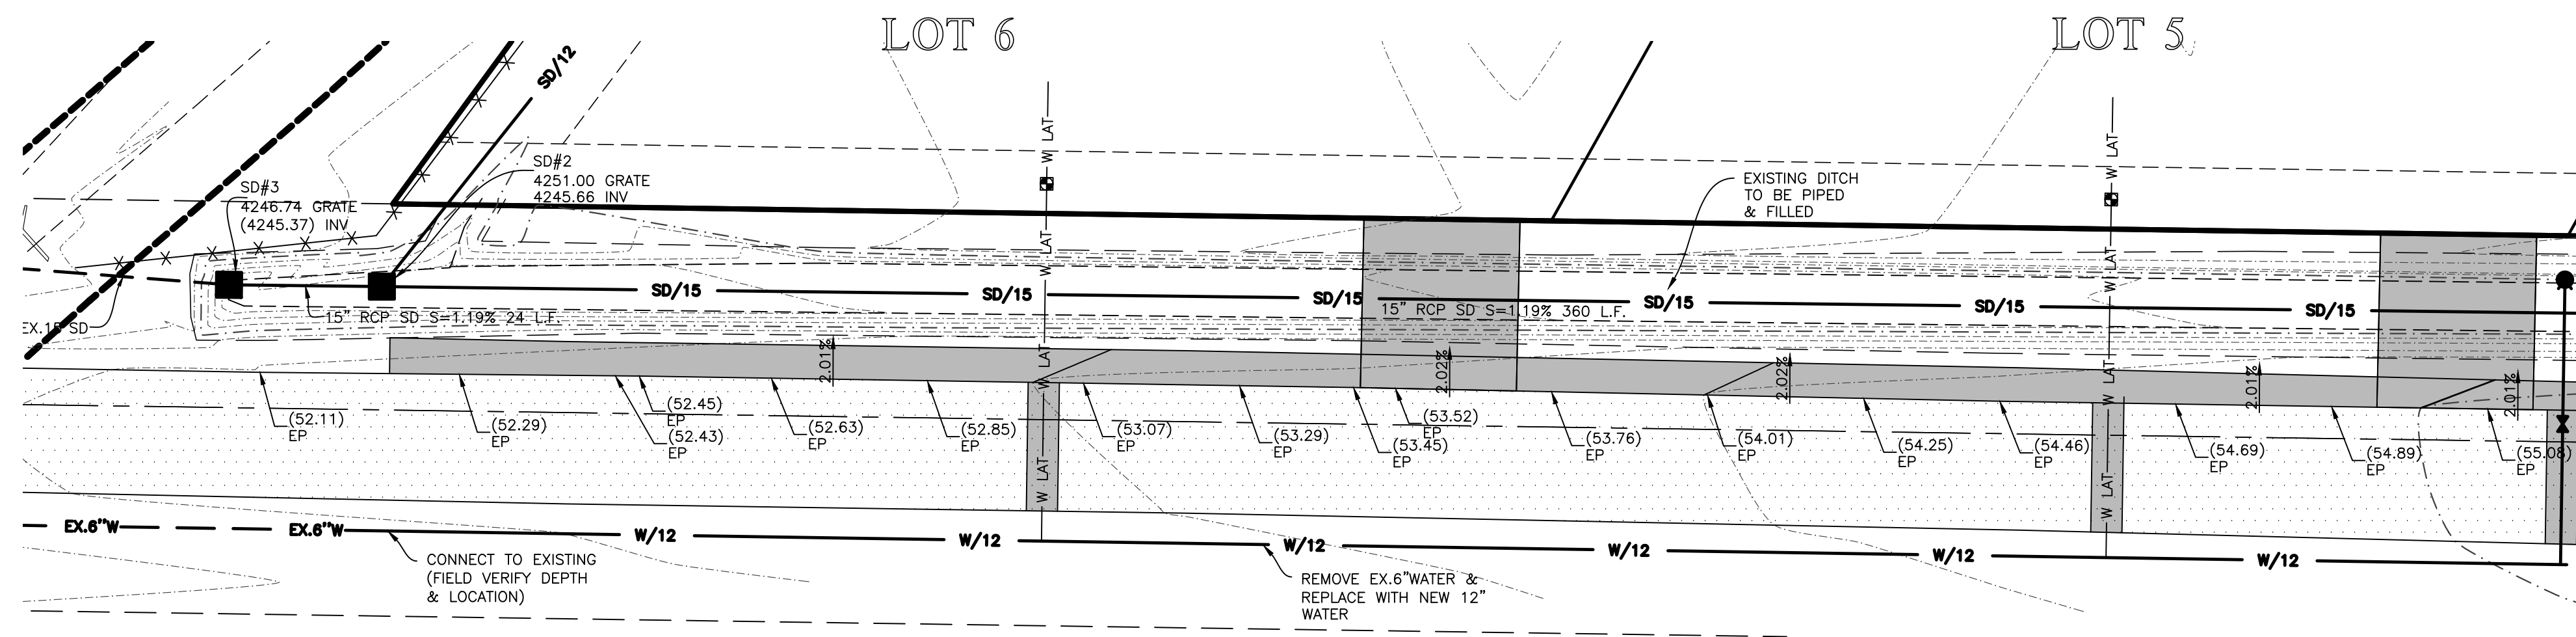 LOT 6
LOT 5
SD/12
W LAT
W LAT
SD#2
4251.00 GRATE
4245.66 INV
SD#3
4246.74 GRATE
(4245.37) INV
EXISTING DITCH
TO BE PIPED
& FILLED
W LAT
W LAT
SD/15
SD/15
SD/15
SD/15
SD/15
SD/15
EX.15 SD
15" RCP SD S=1.19% 24 L.F.
15" RCP SD S=1.19% 360 L.F.
2.01%
W LAT
2.02%
2.02%
W LAT
2.01%
2.01%
(52.11)
EP
(52.29)
EP
(52.45)
EP
(52.43)
EP
(52.63)
EP
(52.85)
EP
(53.07)
EP
(53.29)
EP
(53.52)
EP
(53.45)
EP
(53.76)
EP
(54.01)
EP
(54.25)
EP
(54.46)
EP
(54.69)
EP
(54.89)
EP
(55.08)
EP
W LAT
W LAT
EX.6"W
EX.6"W
W/12
W/12
W/12
W/12
W/12
W/12
CONNECT TO EXISTING
(FIELD VERIFY DEPTH
& LOCATION)
REMOVE EX.6"WATER &
REPLACE WITH NEW 12"
WATER